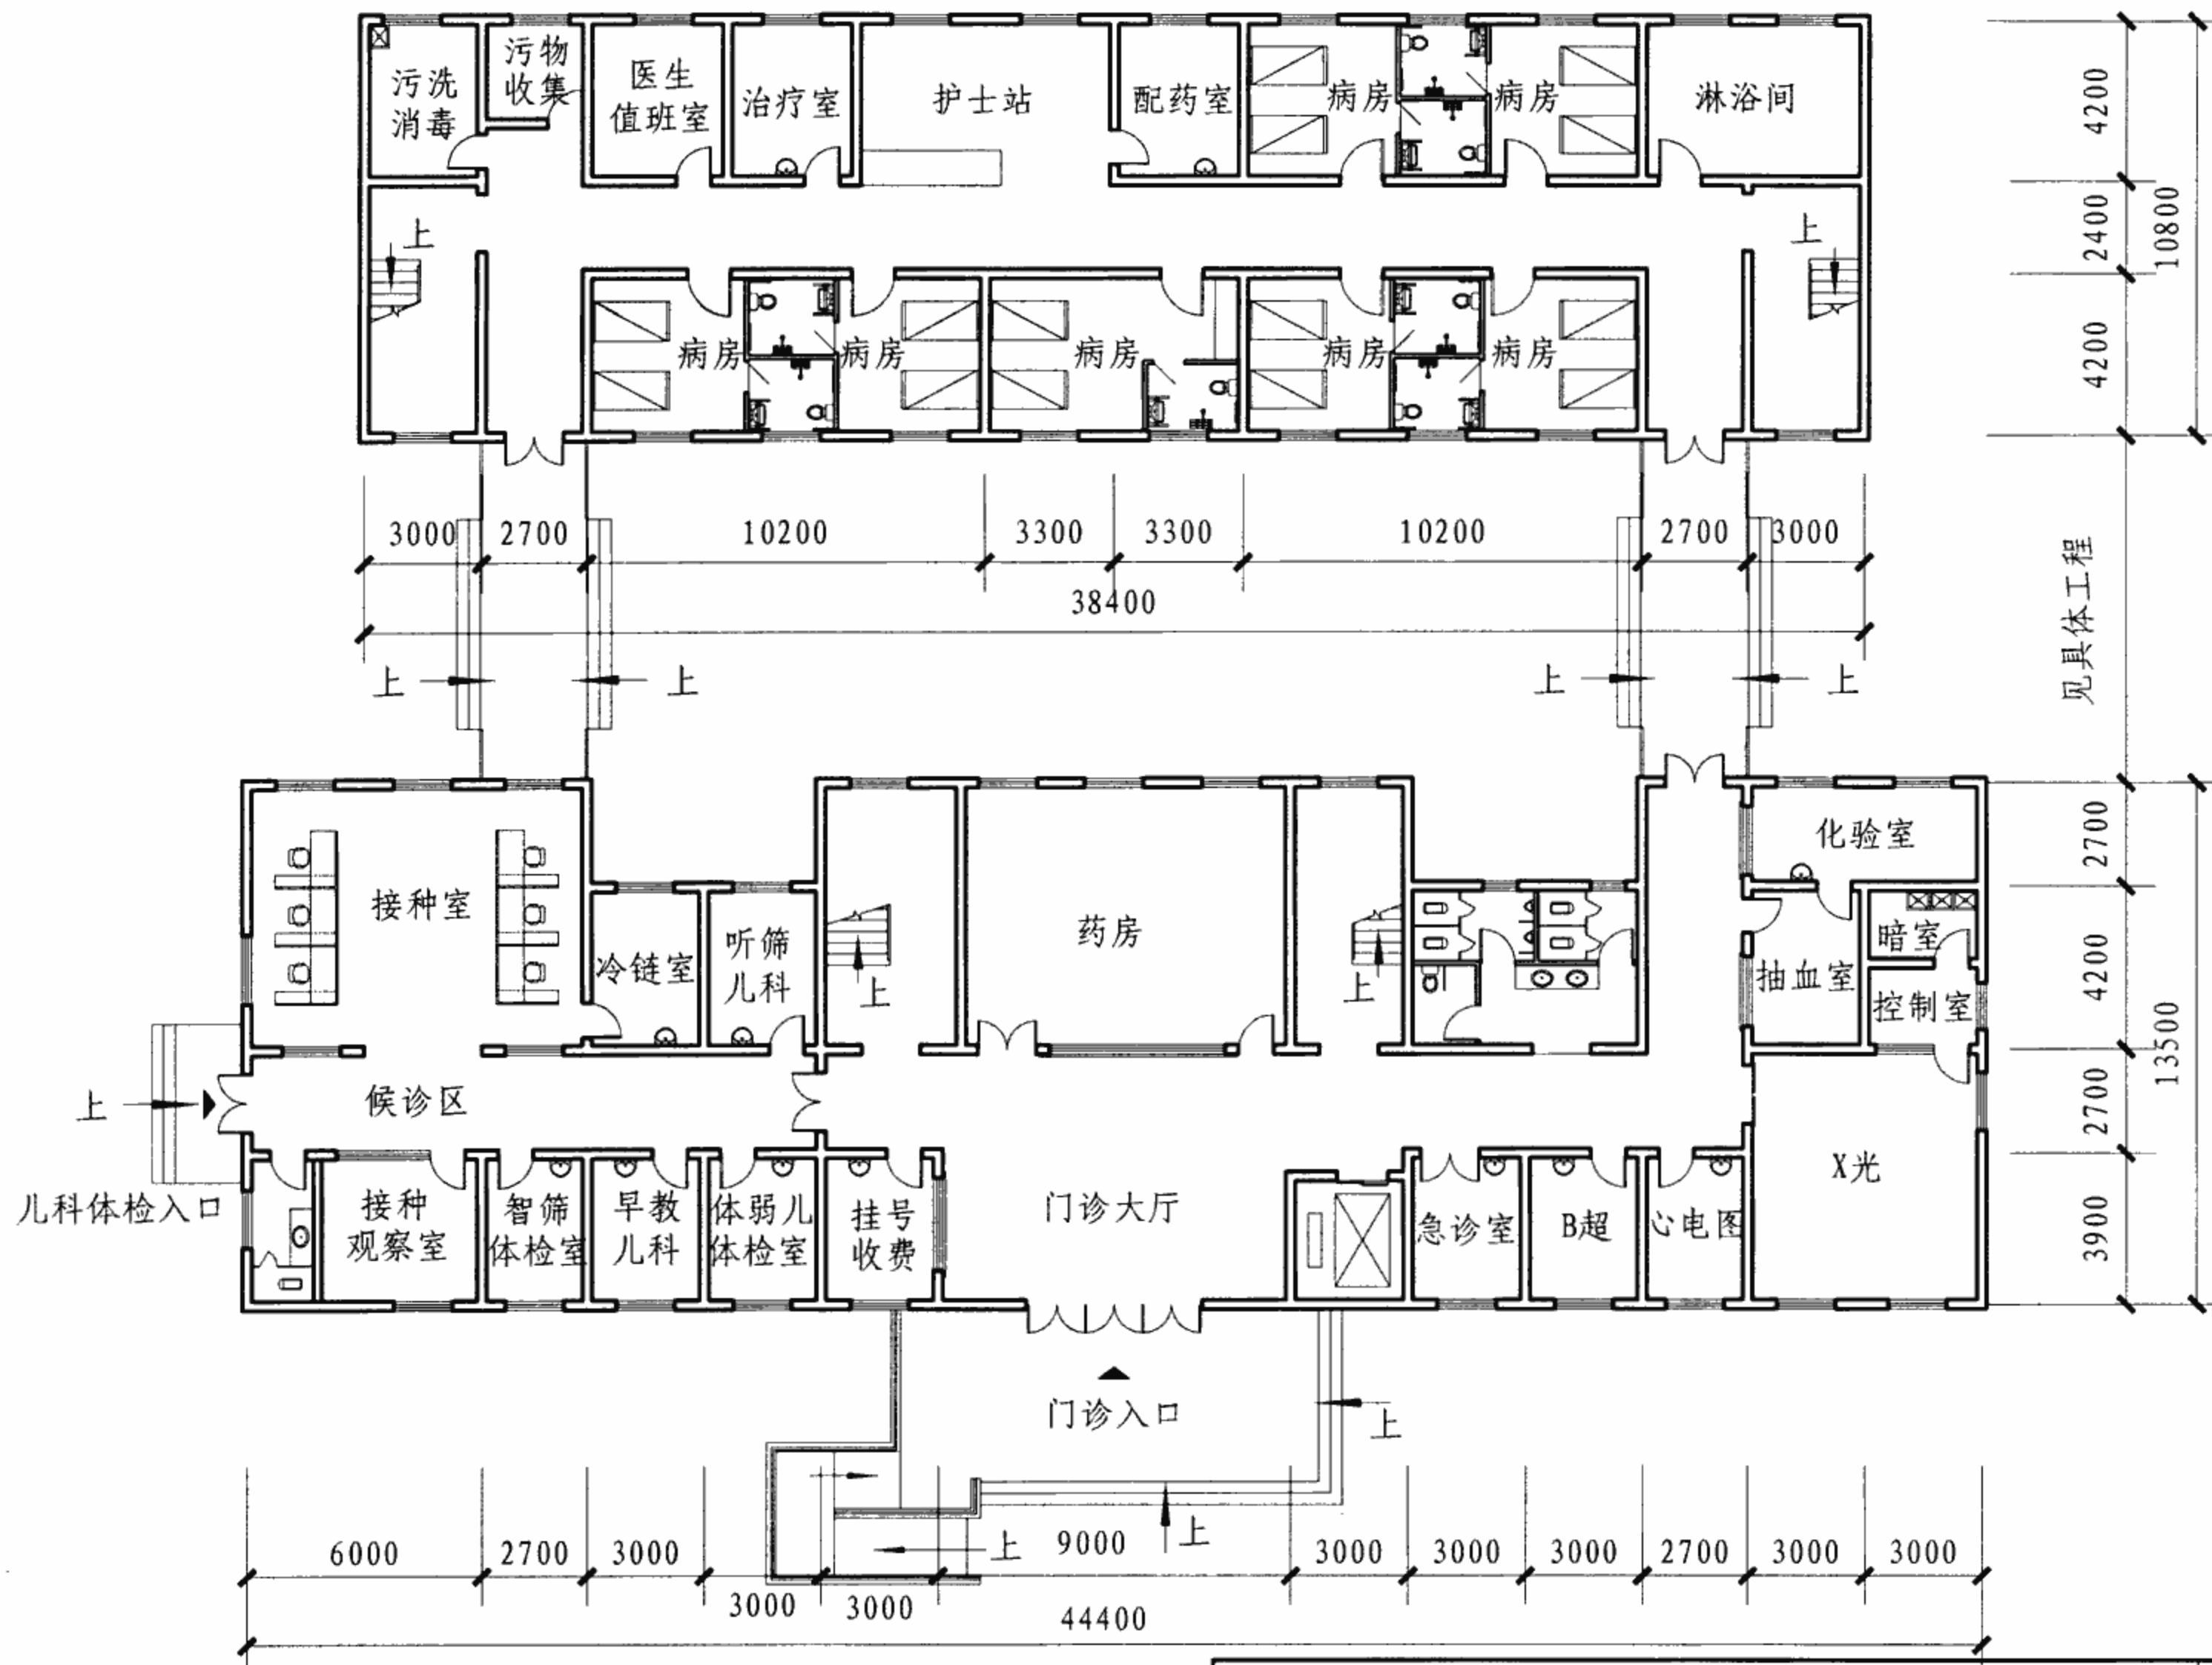 污洗
消毒
污物
收集
医生
值班室
治疗室
护士站
配药室
病房
病房
淋浴间
4200
上
上
2400
10800
病房
病房
病房
病房
病房
4200
3000
2700
10200
3300
3300
10200
2700
3000
38400
见具体工程
上
上
上
上
接种室
冷链室
听筛
儿科
上
药房
上
化验室
抽血室
暗室
控制室
2700
4200
13500
2700
3900
上
候诊区
儿科体检入口
接种
观察室
智筛
体检室
早教
儿科
体弱儿
体检室
挂号
收费
门诊大厅
急诊室
B超
心电图
X光
门诊入口
上
上
上
6000
2700
3000
3000
3000
9000
3000
3000
3000
2700
3000
3000
44400